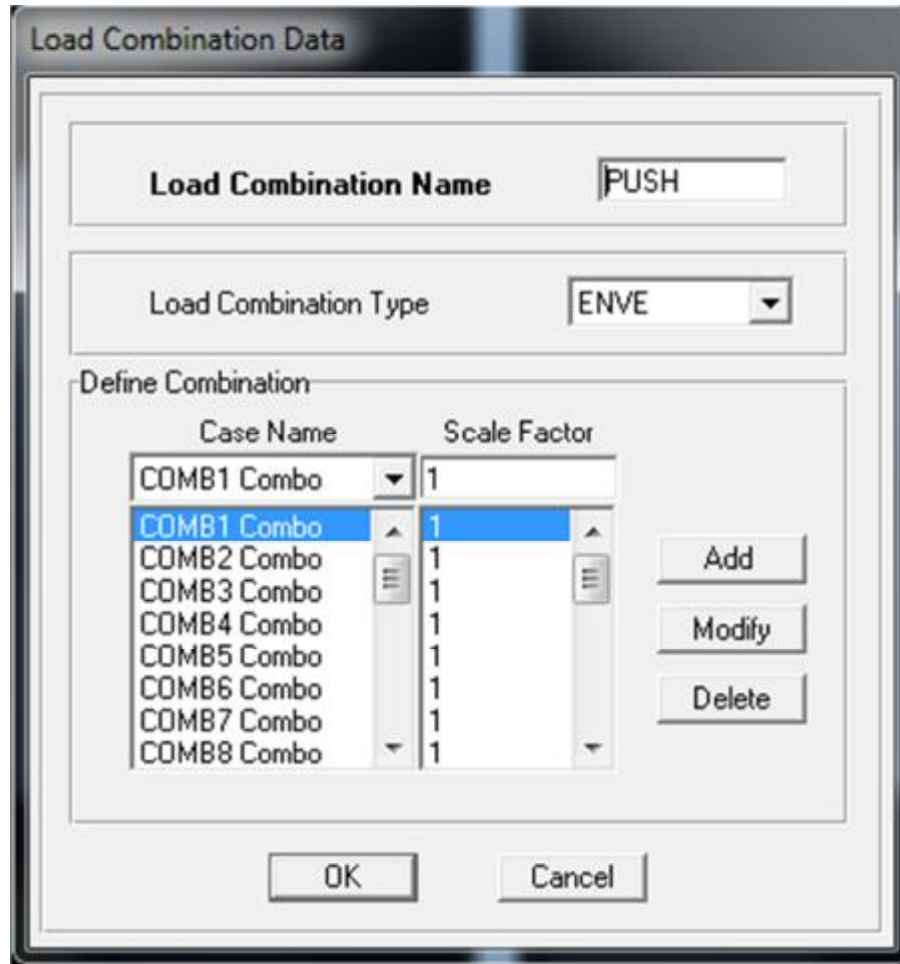 Load Combination Data
Load Combination Name PUSH
Load Combination Type ENVE
Define Combination
Case Name Scale Factor
COMB1 Combo 1
COMB1 Combo 1
COMB2 Combo 1
COMB3 Combo 1
COMB4 Combo 1
COMB5 Combo 1
COMB6 Combo 1
COMB7 Combo 1
COMB8 Combo 1
Add
Modify
Delete
OK Cancel